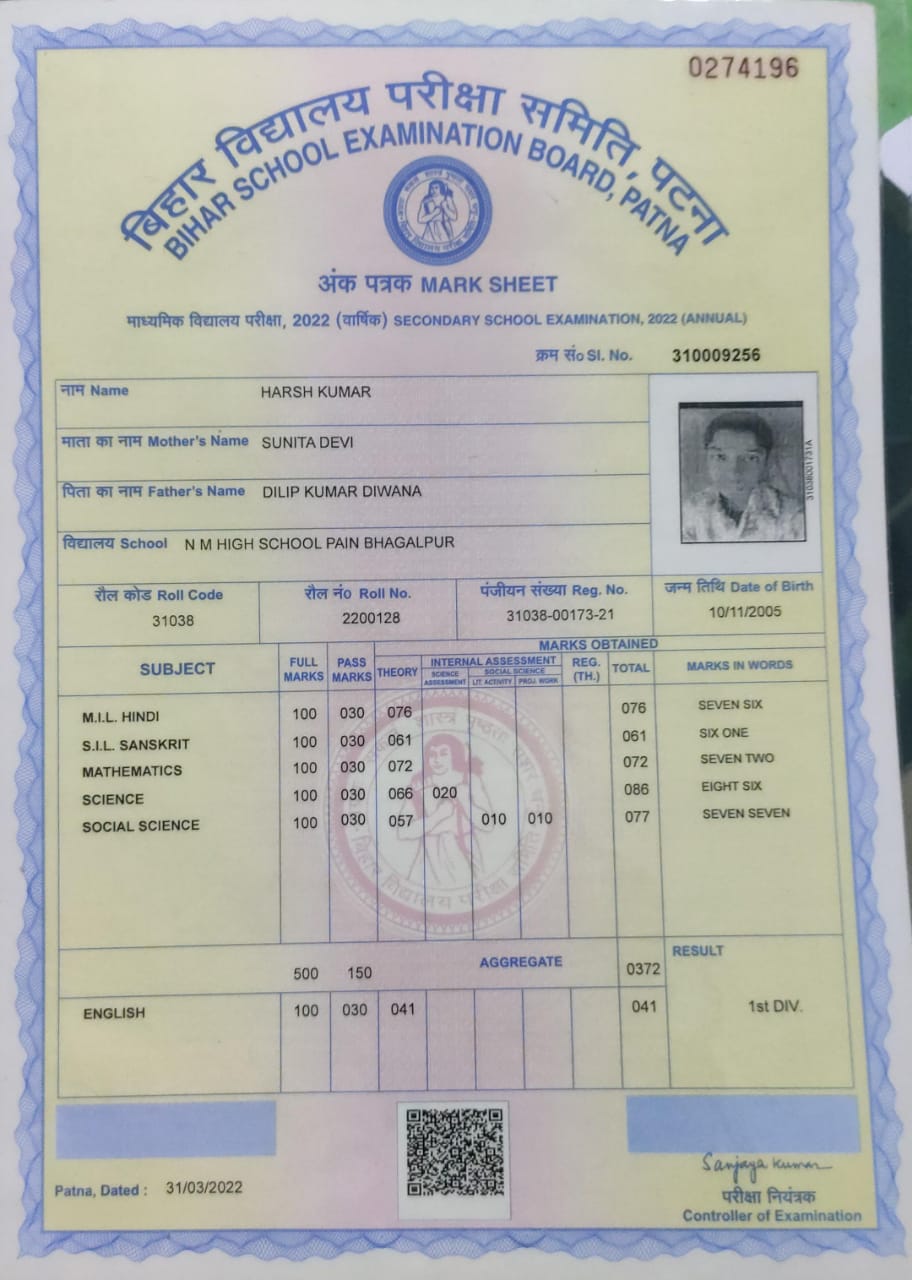 0274196
बिहार विद्यालय परीक्षा समिति, पटना
BIHAR SCHOOL EXAMINATION BOARD, PATNA
अंक पत्रक MARK SHEET
माध्यमिक विद्यालय परीक्षा, 2022 (वार्षिक) SECONDARY SCHOOL EXAMINATION, 2022 (ANNUAL)
क्रम सं० Sl. No. 310009256
नाम Name HARSH KUMAR
माता का नाम Mother's Name SUNITA DEVI
पिता का नाम Father's Name DILIP KUMAR DIWANA
विद्यालय School N M HIGH SCHOOL PAIN BHAGALPUR
31038001731A
रौल कोड Roll Code रौल नं० Roll No. पंजीयन संख्या Reg. No. जन्म तिथि Date of Birth
31038 2200128 31038-00173-21 10/11/2005
MARKS OBTAINED
SUBJECT FULL MARKS PASS MARKS THEORY INTERNAL ASSESSMENT SCIENCE ASSESSMENT SOCIAL SCIENCE LIT. ACTIVITY PROJ. WORK REG. (TH.) TOTAL MARKS IN WORDS
M.I.L. HINDI 100 030 076 076 SEVEN SIX
S.I.L. SANSKRIT 100 030 061 061 SIX ONE
MATHEMATICS 100 030 072 072 SEVEN TWO
SCIENCE 100 030 066 020 086 EIGHT SIX
SOCIAL SCIENCE 100 030 057 010 010 077 SEVEN SEVEN
बिहार विद्यालय परीक्षा समिति
500 150 AGGREGATE 0372 RESULT
ENGLISH 100 030 041 041 1st DIV.
Patna, Dated : 31/03/2022
Sanjaya Kumar
परीक्षा नियंत्रक
Controller of Examination